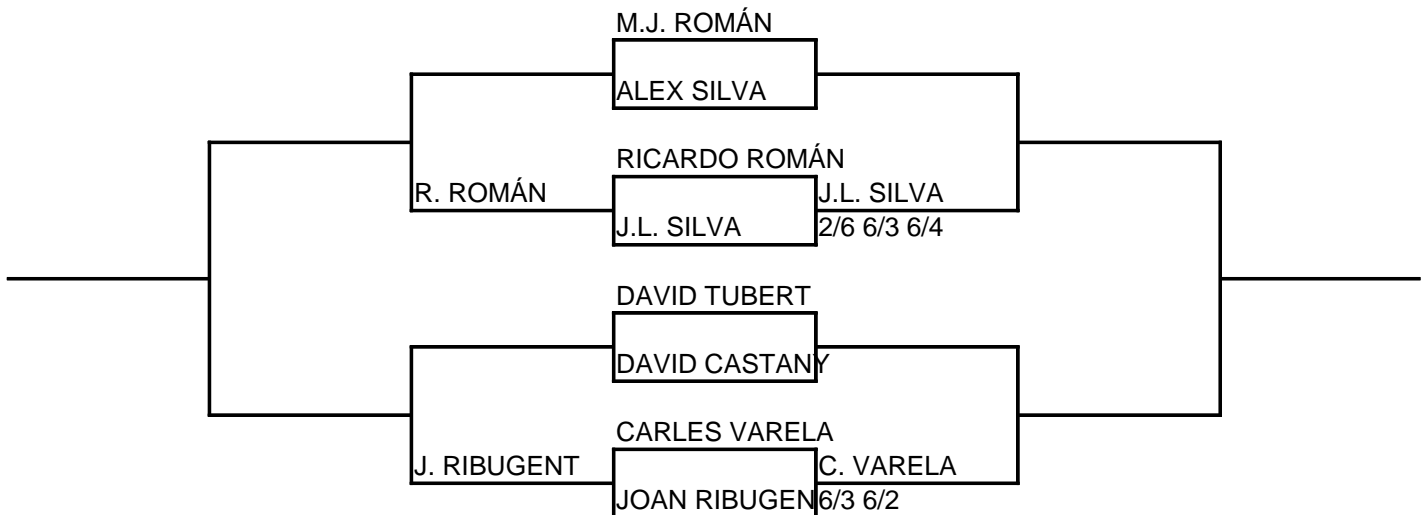 M.J. ROMÁN
ALEX SILVA
RICARDO ROMÁN
R. ROMÁN
J.L. SILVA
J.L. SILVA
2/6 6/3 6/4
DAVID TUBERT
DAVID CASTANY
CARLES VARELA
J. RIBUGENT
C. VARELA
JOAN RIBUGEN
6/3 6/2